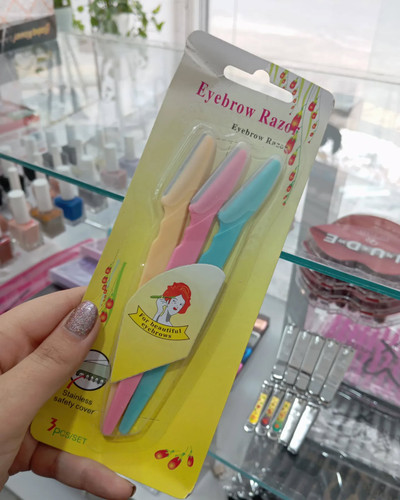 Eyebrow Razor
Eyebrow Razor
For beautiful
eyebrows
Stainless
safety cover
3PCS/SET